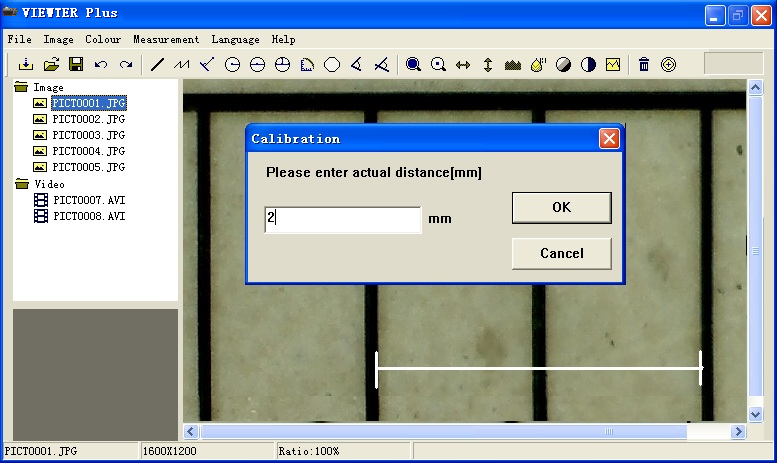 VIEWTER Plus
File Image Colour Measurement Language Help
Image
PICT0001.JPG
PICT0002.JPG
PICT0003.JPG
PICT0004.JPG
PICT0005.JPG
Video
PICT0007.AVI
PICT0008.AVI
Calibration
Please enter actual distance[mm]
2 mm
OK
Cancel
PICT0001.JPG 1600X1200 Ratio:100%